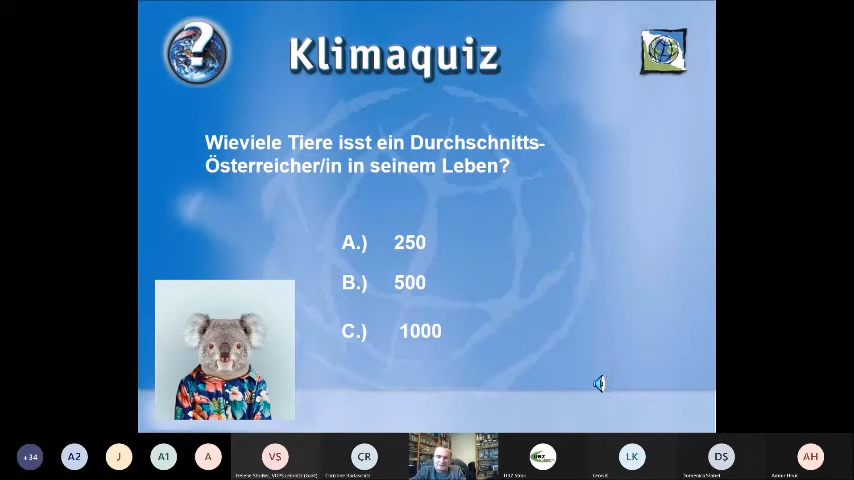 ?
Klimaquiz
Wieviele Tiere isst ein Durchschnitts-
Österreicher/in in seinem Leben?
A.) 250
B.) 500
C.) 1000
+34
A2
J
A1
A
VS
CR
UBZ
LK
DS
AH